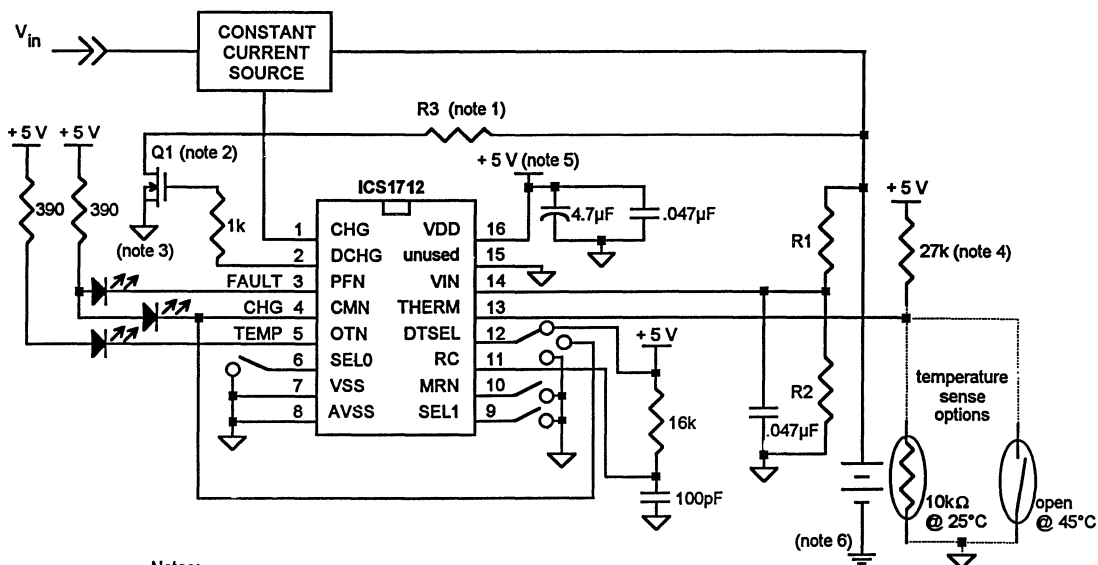 CONSTANT
CURRENT
SOURCE
Vin
R3 (note 1)
+ 5 V
+ 5 V
Q1 (note 2)
+ 5 V (note 5)
ICS1712
390
390
1k
(note 3)
4.7µF
.047µF
+ 5 V
R1
27k (note 4)
1 CHG VDD 16
2 DCHG unused 15
FAULT 3 PFN VIN 14
CHG 4 CMN THERM 13
TEMP 5 OTN DTSEL 12
6 SEL0 RC 11
7 VSS MRN 10
8 AVSS SEL1 9
+ 5 V
16k
100pF
R2
.047µF
temperature
sense
options
10kΩ
@ 25°C
open
@ 45°C
(note 6)